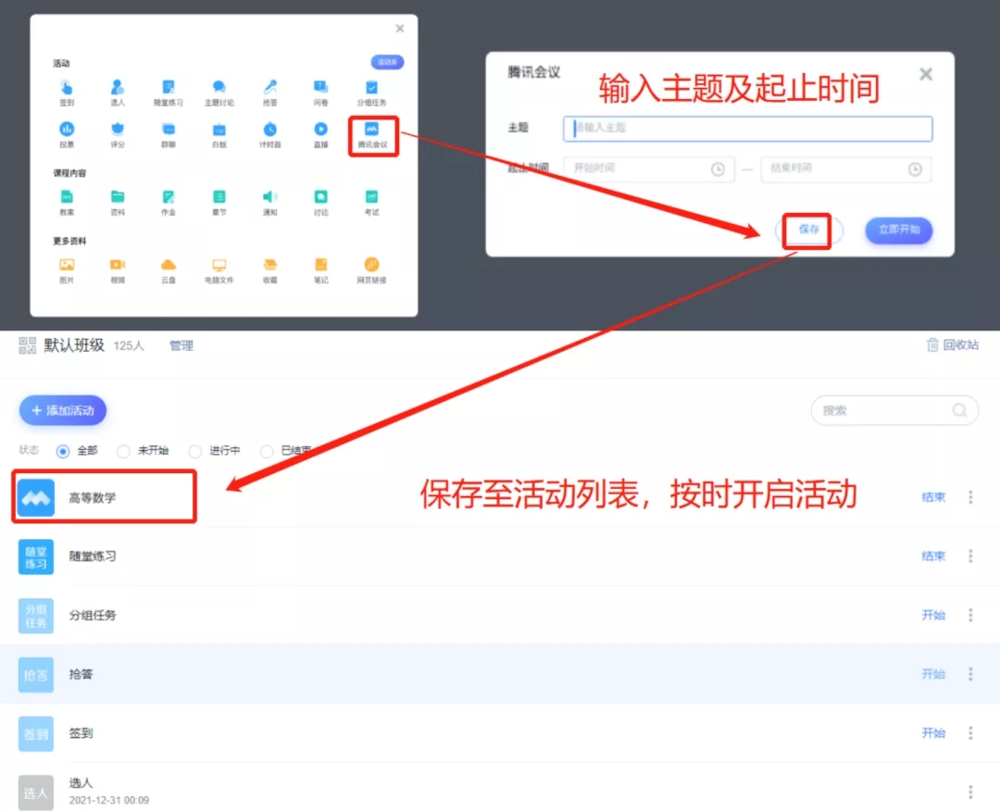 活动 活动库
签到 选人 随堂练习 主题讨论 抢答 问卷 分组任务
投票 评分 群聊 白板 计时器 直播 腾讯会议
课程内容
教案 资料 作业 章节 通知 讨论 考试
更多资料
图片 视频 云盘 电脑文件 收藏 笔记 网页链接
腾讯会议
输入主题及起止时间
主题 请输入主题
起止时间 开始时间 — 结束时间
保存 立即开始
默认班级 125人 管理 回收站
+ 添加活动 搜索
状态 全部 未开始 进行中 已结束
高等数学 结束
保存至活动列表，按时开启活动
随堂
练习
随堂练习 结束
分组
任务
分组任务 开始
抢答 抢答 开始
签到 签到 开始
选人 选人
2021-12-31 00:09